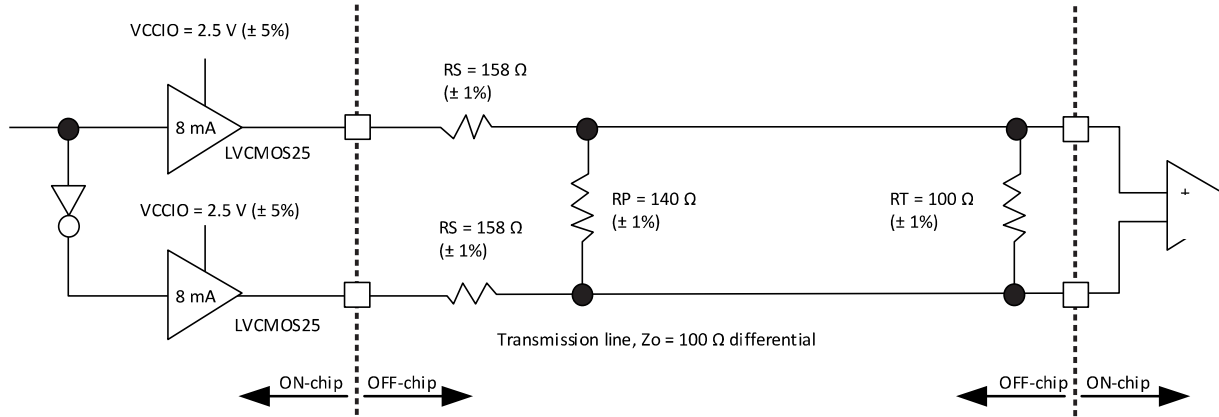 VCCIO = 2.5 V (± 5%)
8 mA
LVCMOS25
RS = 158 Ω
(± 1%)
VCCIO = 2.5 V (± 5%)
8 mA
LVCMOS25
RS = 158 Ω
(± 1%)
RP = 140 Ω
(± 1%)
RT = 100 Ω
(± 1%)
+
-
Transmission line, Zo = 100 Ω differential
ON-chip
OFF-chip
OFF-chip
ON-chip